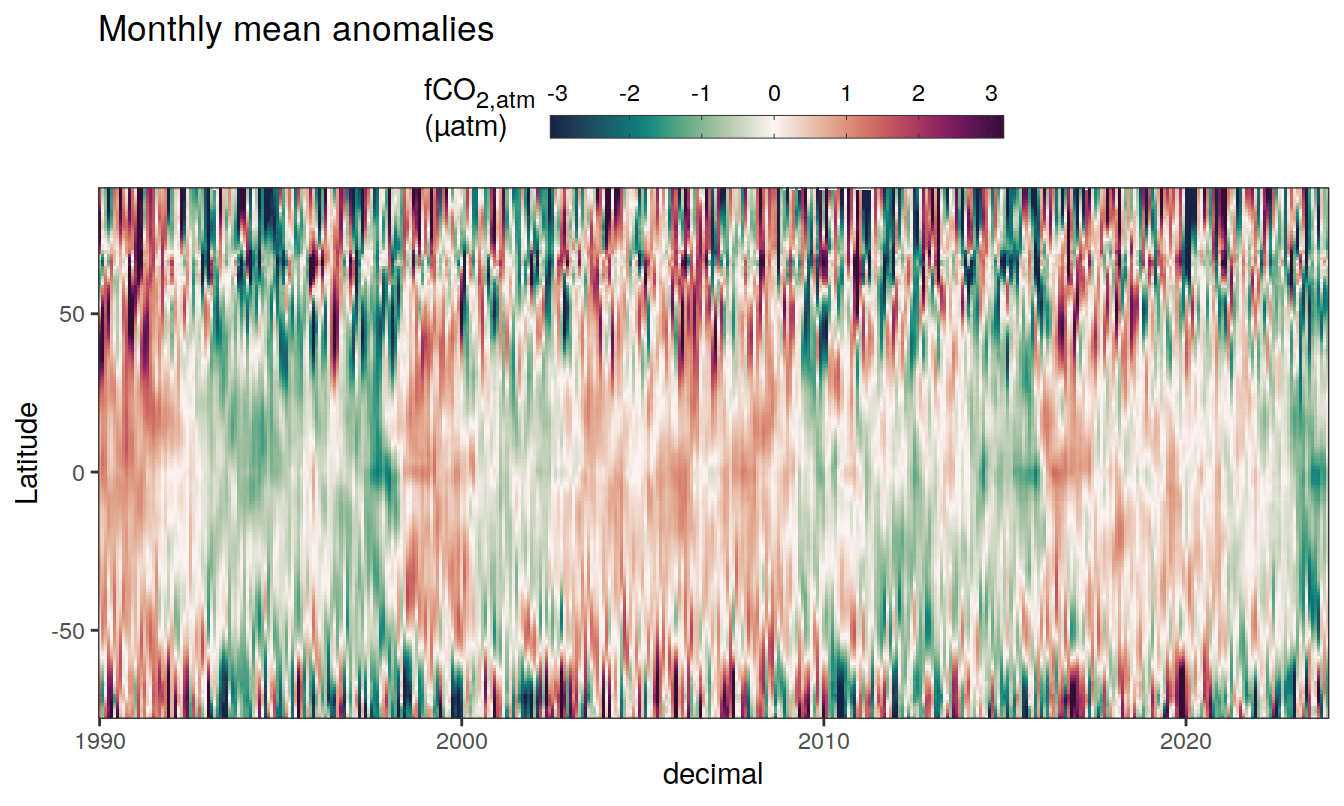 Monthly mean anomalies
fCO2,atm -3 -2 -1 0 1 2 3
(µatm)
Latitude
50
0
-50
1990 2000 2010 2020
decimal